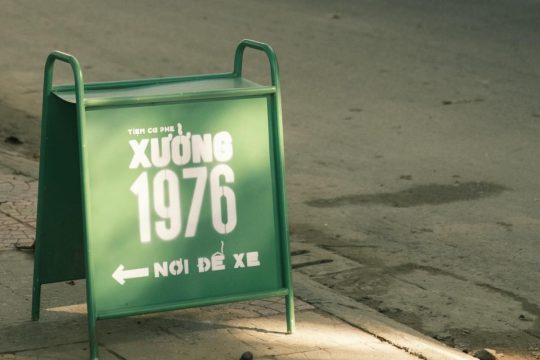 TIỆM CÀ PHÊ
XƯỞNG
1976
← NƠI ĐỂ XE